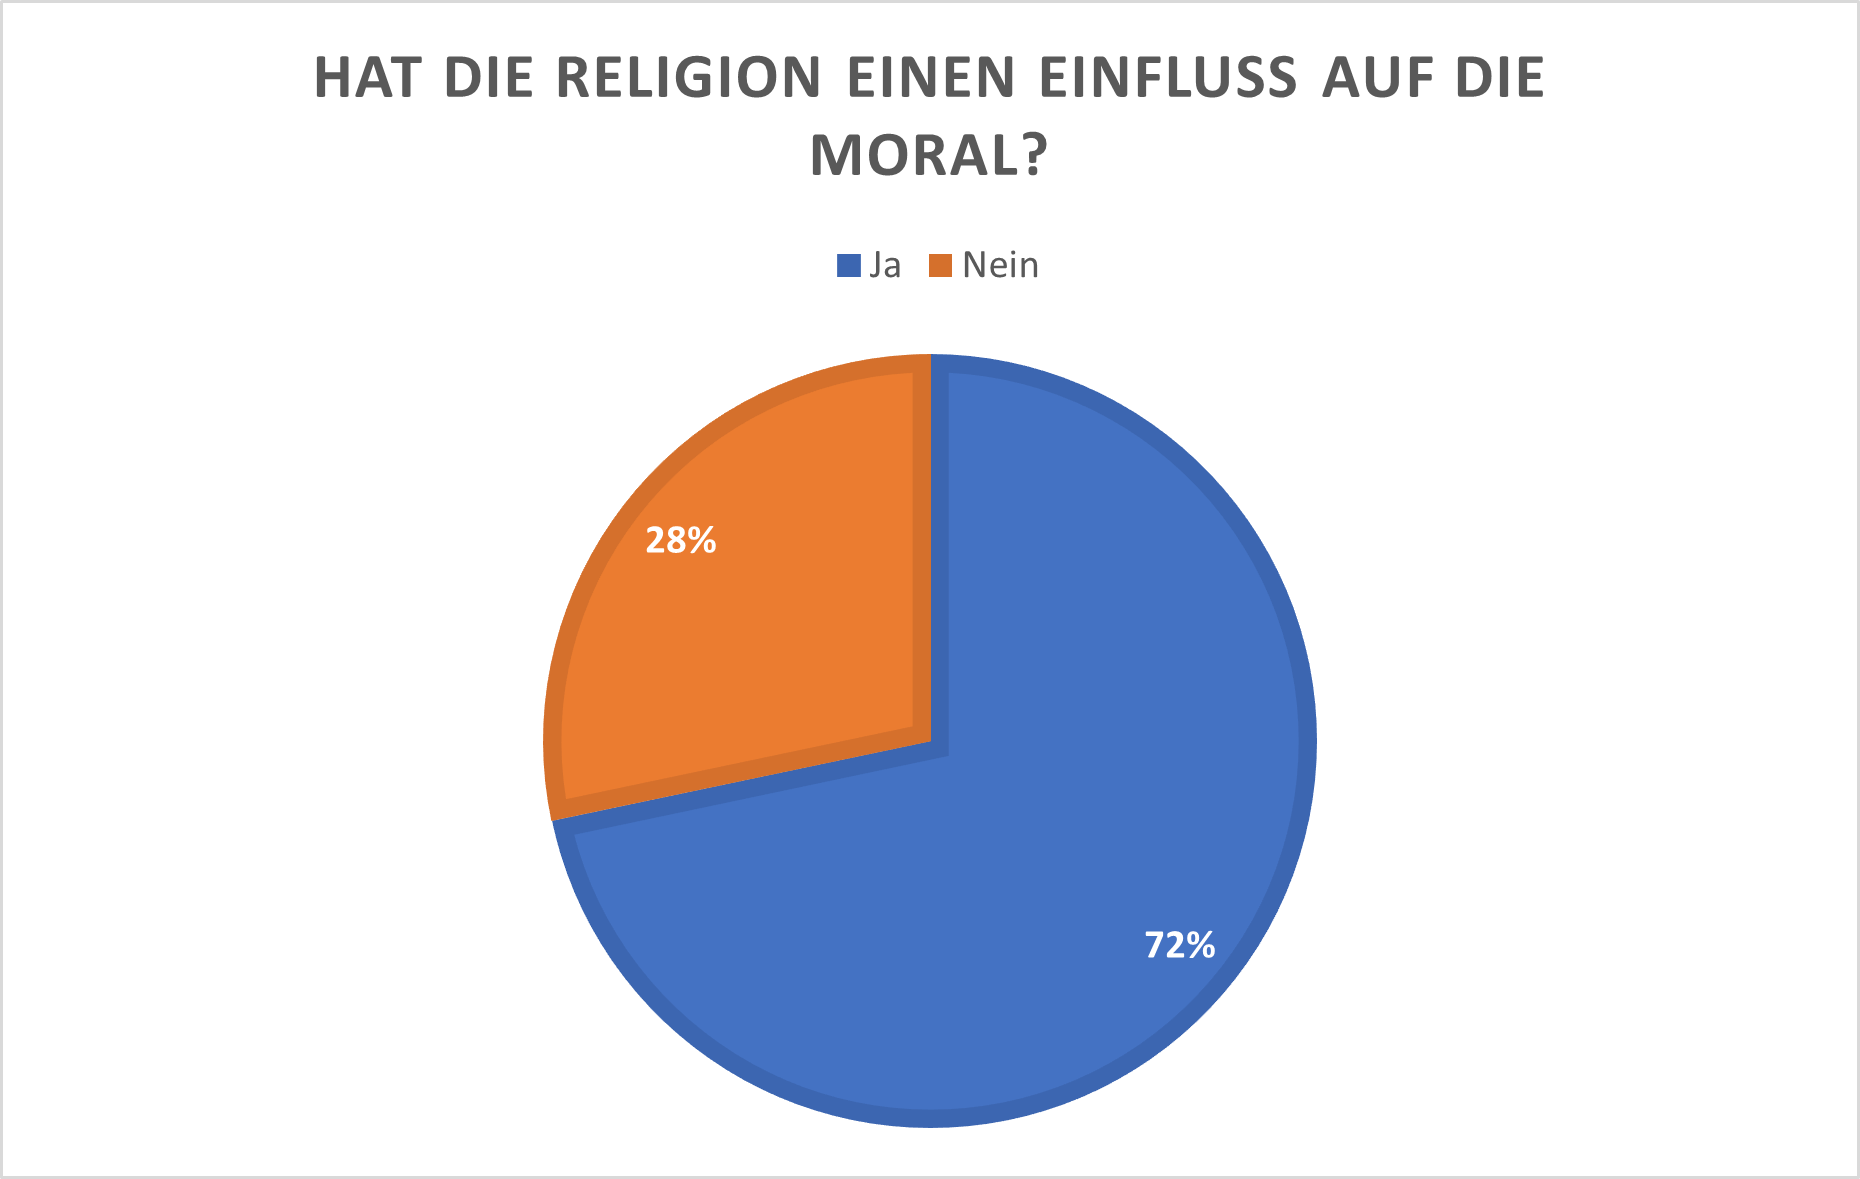 HAT DIE RELIGION EINEN EINFLUSS AUF DIE
MORAL?
Ja Nein
28%
72%